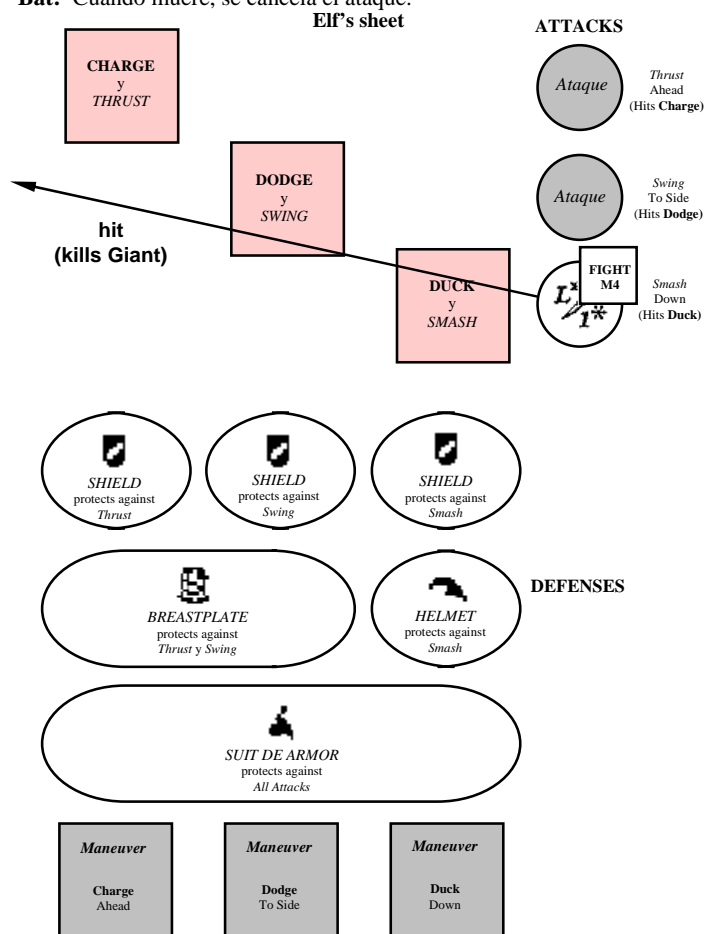 Bat: Cuando muere, se cancela el ataque.
Elf's sheet
ATTACKS
CHARGE
y
THRUST
Ataque
Thrust
Ahead
(Hits Charge)
DODGE
y
SWING
Ataque
Swing
To Side
(Hits Dodge)
hit
(kills Giant)
DUCK
y
SMASH
FIGHT
M4
L*
1*
Smash
Down
(Hits Duck)
SHIELD
protects against
Thrust
SHIELD
protects against
Swing
SHIELD
protects against
Smash
BREASTPLATE
protects against
Thrust y Swing
HELMET
protects against
Smash
DEFENSES
SUIT DE ARMOR
protects against
All Attacks
Maneuver
Charge
Ahead
Maneuver
Dodge
To Side
Maneuver
Duck
Down